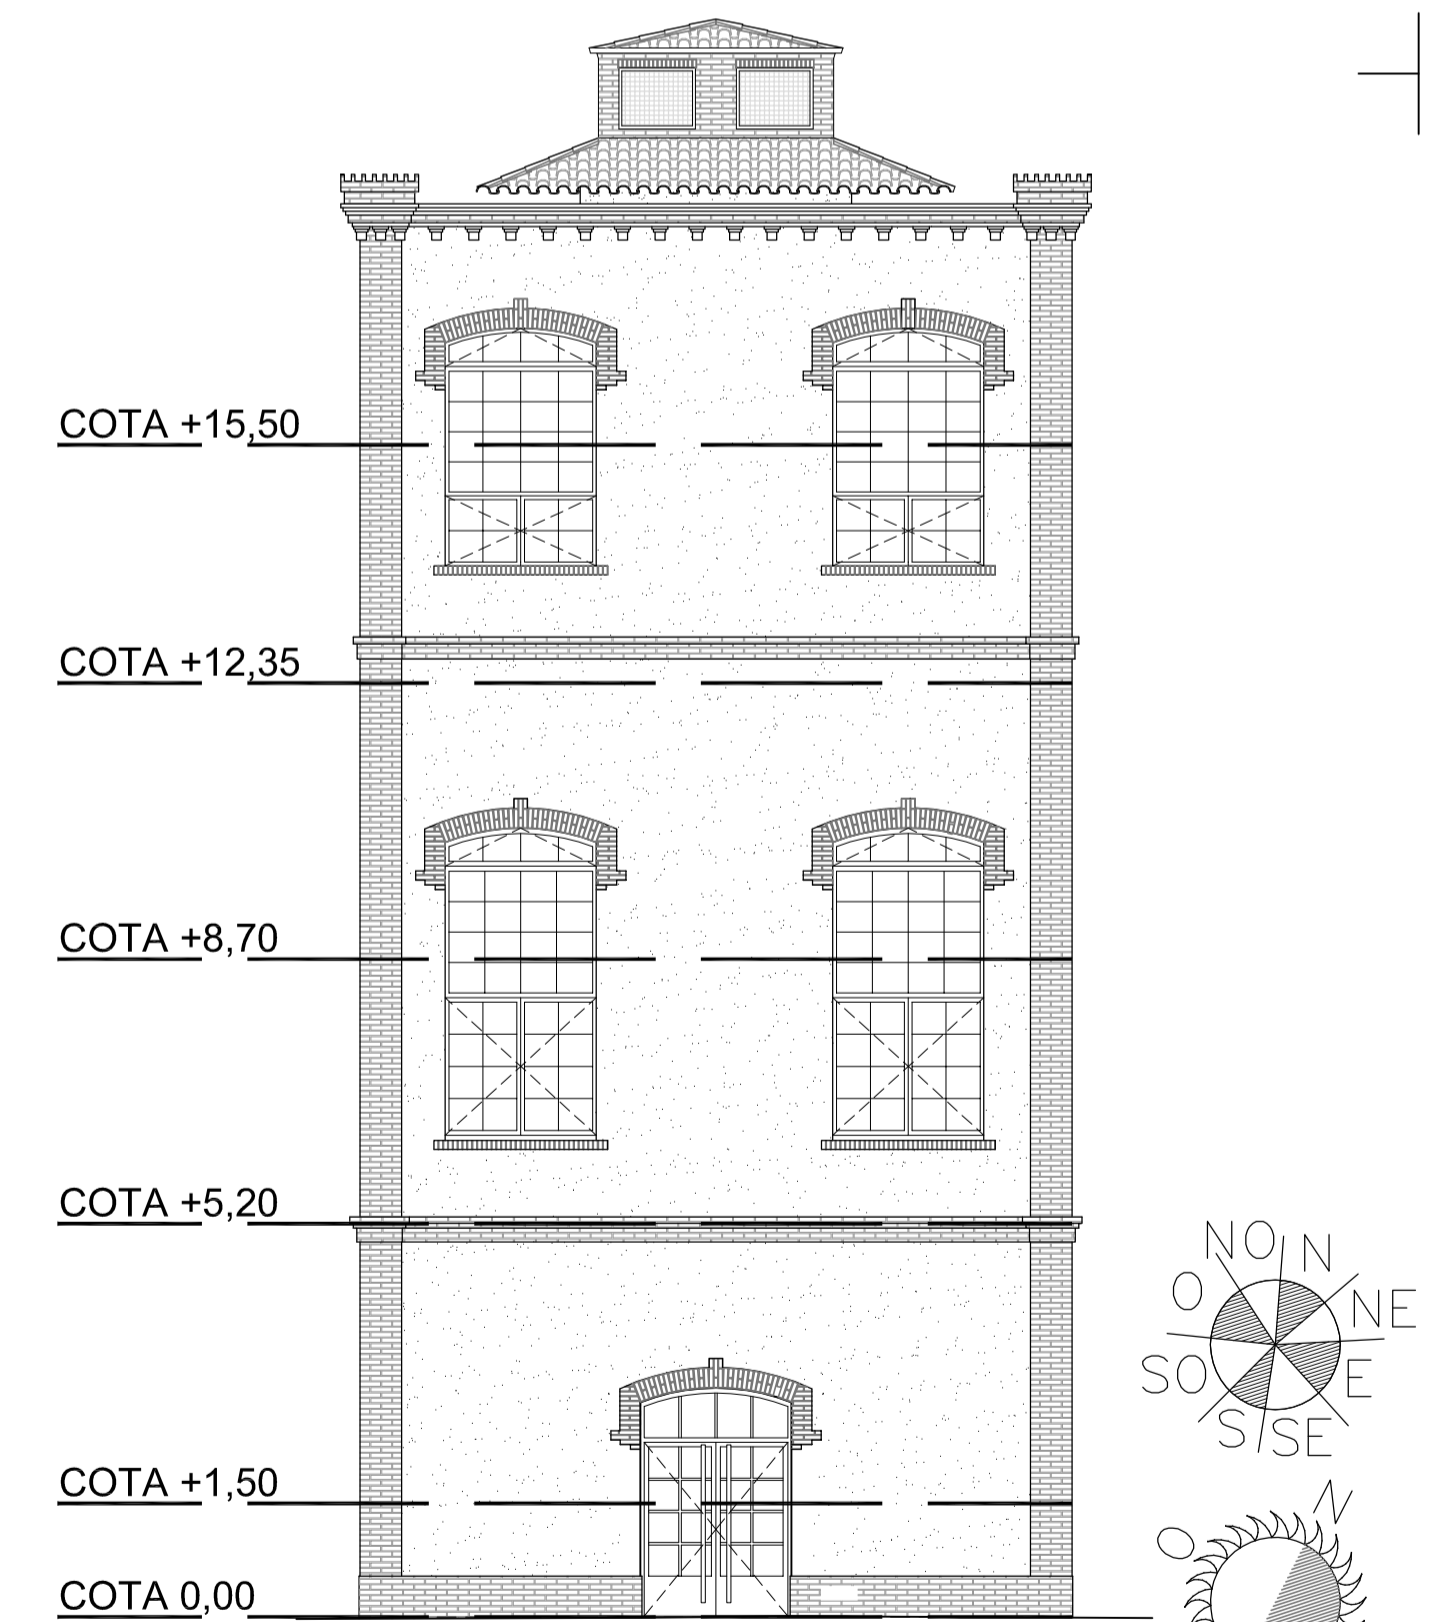 COTA +15,50
COTA +12,35
COTA +8,70
COTA +5,20
NO N
O
NE
SO
E
S SE
COTA +1,50
N
O
COTA 0,00